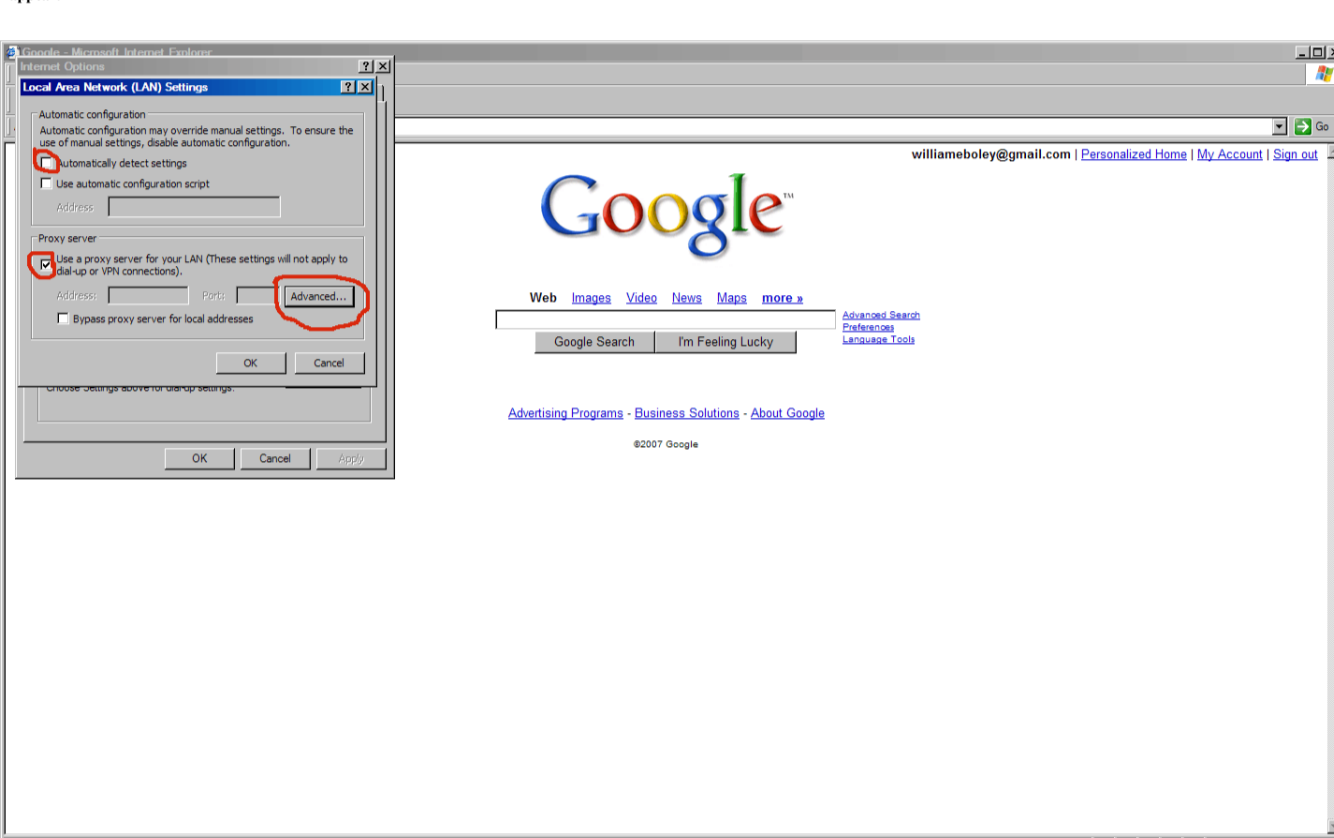 Google - Microsoft Internet Explorer
Internet Options
Local Area Network (LAN) Settings
Automatic configuration
Automatic configuration may override manual settings. To ensure the
use of manual settings, disable automatic configuration.
Automatically detect settings
Use automatic configuration script
Address
Proxy server
Use a proxy server for your LAN (These settings will not apply to
dial-up or VPN connections).
Address: Port: Advanced...
Bypass proxy server for local addresses
OK Cancel
Choose Settings above for dial-up settings.
OK Cancel Apply
Go
williameboley@gmail.com | Personalized Home | My Account | Sign out
Google™
Web Images Video News Maps more »
Advanced Search
Preferences
Language Tools
Google Search I'm Feeling Lucky
Advertising Programs - Business Solutions - About Google
©2007 Google